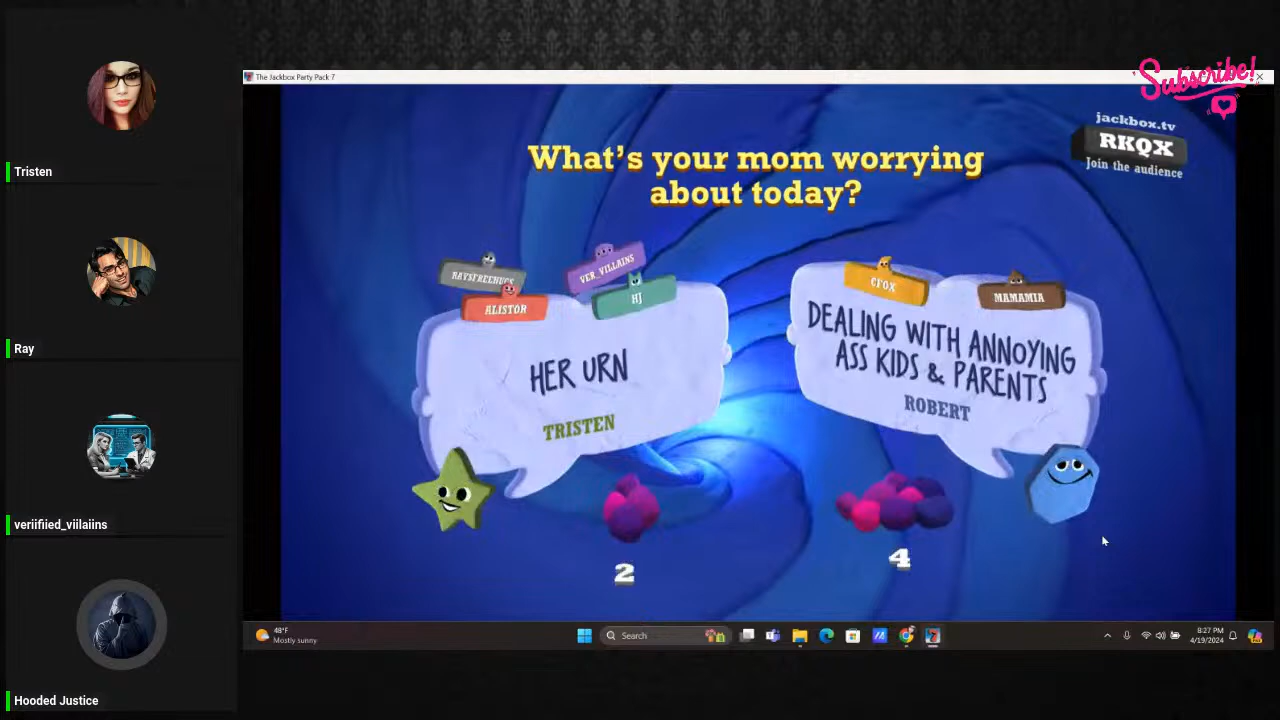 The Jackbox Party Pack 7
Subscribe!
jackbox.tv
RKQX
Join the audience
What's your mom worrying
about today?
RAYSFREEHUGS
VER_VILLAINS
ALISTOR
HJ
CFOX
MAMAMIA
HER URN
TRISTEN
DEALING WITH ANNOYING
ASS KIDS & PARENTS
ROBERT
2
4
Tristen
Ray
veriifiied_viilaiins
Hooded Justice
48°F
Mostly sunny
Search
8:27 PM
4/19/2024